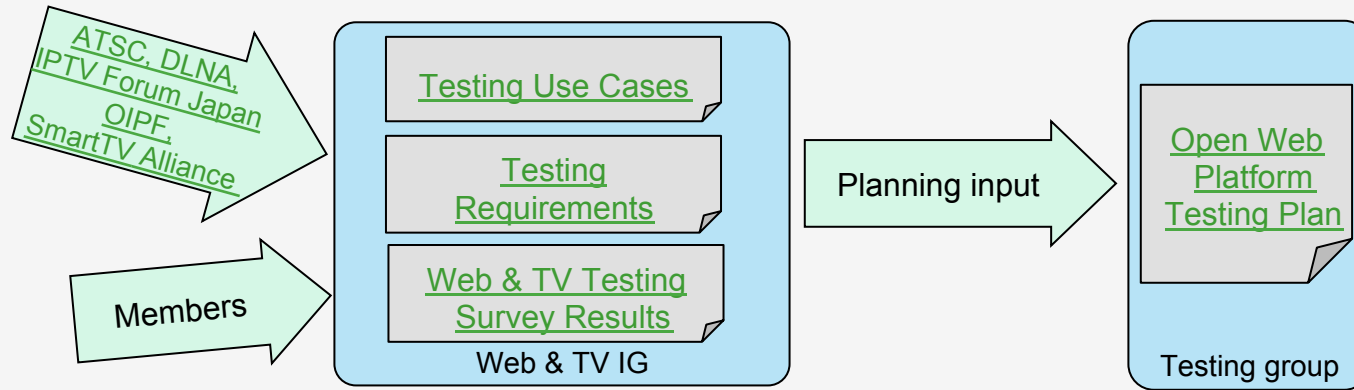 ATSC, DLNA,
IPTV Forum Japan
OIPF,
SmartTV Alliance
Members
Testing Use Cases
Testing
Requirements
Web & TV Testing
Survey Results
Web & TV IG
Planning input
Open Web
Platform
Testing Plan
Testing group